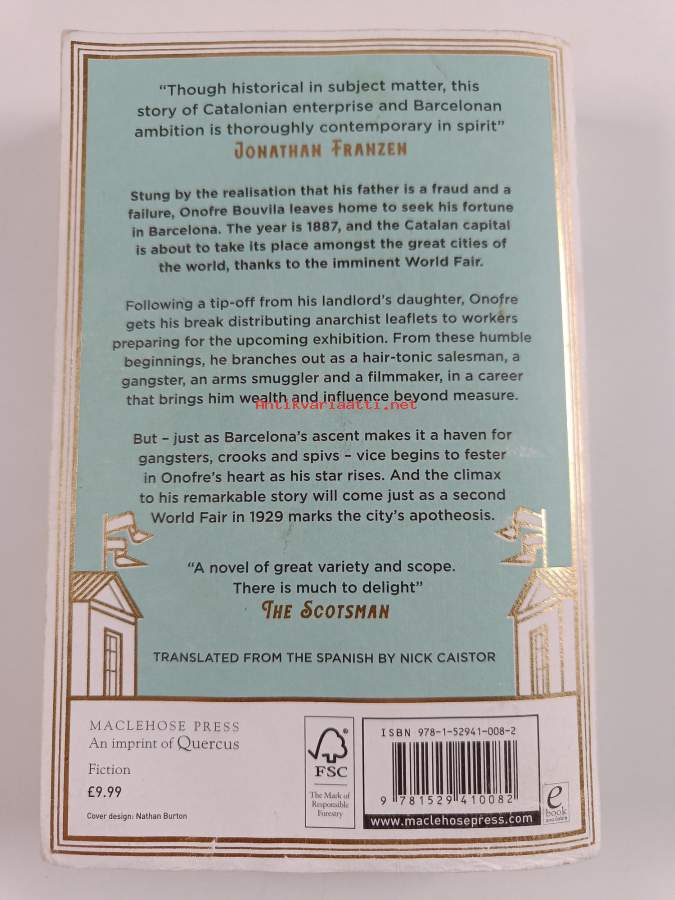 “Though historical in subject matter, this
story of Catalonian enterprise and Barcelonan
ambition is thoroughly contemporary in spirit”
JONATHAN FRANZEN
Stung by the realisation that his father is a fraud and a
failure, Onofre Bouvila leaves home to seek his fortune
in Barcelona. The year is 1887, and the Catalan capital
is about to take its place amongst the great cities of
the world, thanks to the imminent World Fair.
Following a tip-off from his landlord’s daughter, Onofre
gets his break distributing anarchist leaflets to workers
preparing for the upcoming exhibition. From these humble
beginnings, he branches out as a hair-tonic salesman, a
gangster, an arms smuggler and a filmmaker, in a career
that brings him wealth and influence beyond measure.
Antikvariaatti.net
But – just as Barcelona’s ascent makes it a haven for
gangsters, crooks and spivs – vice begins to fester
in Onofre’s heart as his star rises. And the climax
to his remarkable story will come just as a second
World Fair in 1929 marks the city’s apotheosis.
“A novel of great variety and scope.
There is much to delight”
THE SCOTSMAN
TRANSLATED FROM THE SPANISH BY NICK CAISTOR
MACLEHOSE PRESS
An imprint of Quercus
Fiction
£9.99
Cover design: Nathan Burton
FSC
The Mark of
Responsible
Forestry
ISBN 978-1-52941-008-2
9 781529 410082
www.maclehosepress.com
e
book
available